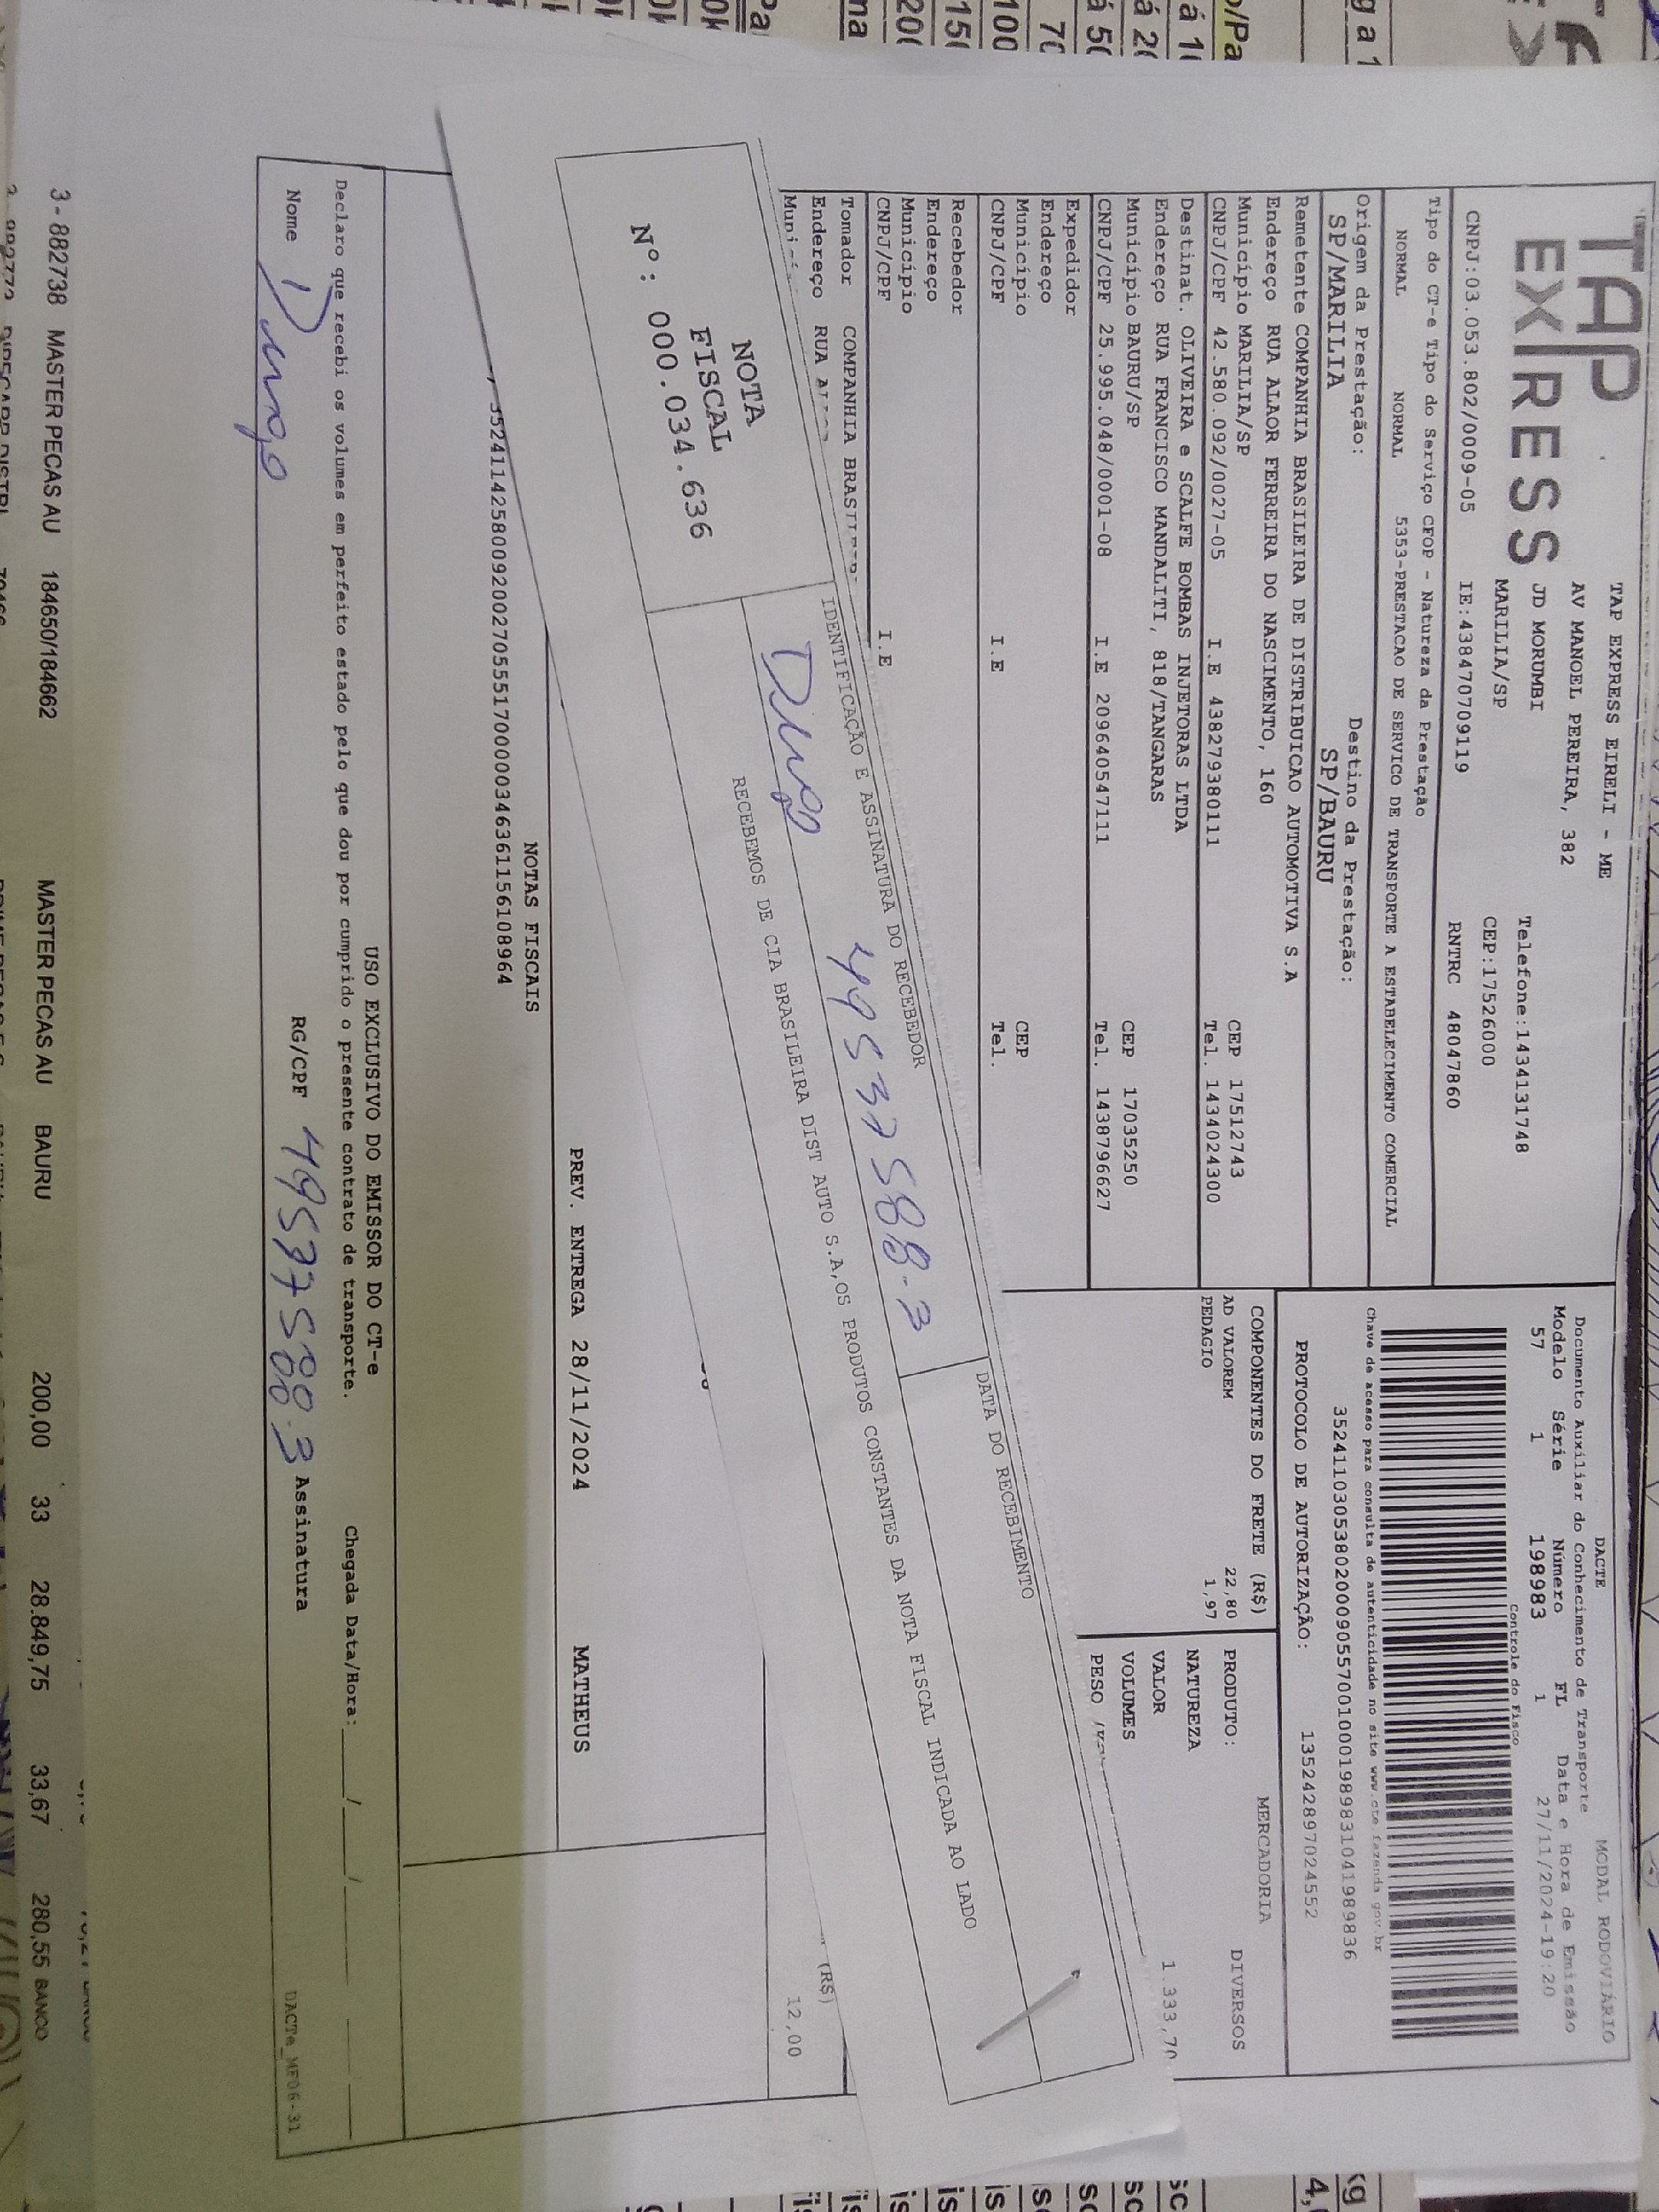 TAP
EXPRESS
TAP EXPRESS EIRELI - ME
AV MANOEL PEREIRA, 382
JD MORUMBI
MARILIA/SP
Telefone:1434131748
CEP:17526000
CNPJ:03.053.802/0009-05 IE:438470709119 RNTRC 48047860
Tipo do CT-e Tipo do Serviço CFOP - Natureza da Prestação
NORMAL NORMAL 5353-PRESTACAO DE SERVICO DE TRANSPORTE A ESTABELECIMENTO COMERCIAL
Origem da Prestação: Destino da Prestação:
SP/MARILIA SP/BAURU
Remetente COMPANHIA BRASILEIRA DE DISTRIBUICAO AUTOMOTIVA S.A
Endereço RUA ALAOR FERREIRA DO NASCIMENTO, 160
Município MARILIA/SP CEP 17512743
CNPJ/CPF 42.580.092/0027-05 I.E 438279380111 Tel. 1434024300
Destinat. OLIVEIRA e SCALFE BOMBAS INJETORAS LTDA
Endereço RUA FRANCISCO MANDALITI, 818/TANGARAS
Município BAURU/SP CEP 17035250
CNPJ/CPF 25.995.048/0001-08 I.E 209640547111 Tel. 1438796627
Expedidor
Endereço
Município CEP
CNPJ/CPF I.E Tel.
Recebedor
Endereço
Município
CNPJ/CPF I.E
Tomador COMPANHIA
Endereço RUA
DACTE MODAL RODOVIÁRIO
Documento Auxiliar do Conhecimento de Transporte
Modelo Série Número FL Data e Hora de Emissão
57 1 198983 1 27/11/2024-19:20
Controle do Fisco
Chave de acesso para consulta de autenticidade no site www.cte.fazenda.gov.br
35241103053802000905570010001989831041989836
PROTOCOLO DE AUTORIZAÇÃO: 135242897024552
COMPONENTES DO FRETE (R$)
AD VALOREM 22,80
PEDAGIO 1,97
MERCADORIA
PRODUTO: DIVERSOS
NATUREZA
VALOR 1.333,70
VOLUMES
PESO
(R$)
12,00
NOTA
FISCAL
N°: 000.034.636
IDENTIFICAÇÃO E ASSINATURA DO RECEBEDOR
DATA DO RECEBIMENTO
49537588-3
RECEBEMOS DE CIA BRASILEIRA DIST AUTO S.A,OS PRODUTOS CONSTANTES DA NOTA FISCAL INDICADA AO LADO
PREV. ENTREGA 28/11/2024 MATHEUS
NOTAS FISCAIS
35241142580092002705551700000346361156108964
USO EXCLUSIVO DO EMISSOR DO CT-e
Declaro que recebi os volumes em perfeito estado pelo que dou por cumprido o presente contrato de transporte. Chegada Data/Hora:
Nome RG/CPF 49537588-3 Assinatura
DACTe_MF06-31
3- 882738 MASTER PECAS AU 184650/184662 MASTER PECAS AU BAURU 200,00 33 28.849,75 33,67 280,55 BANCO